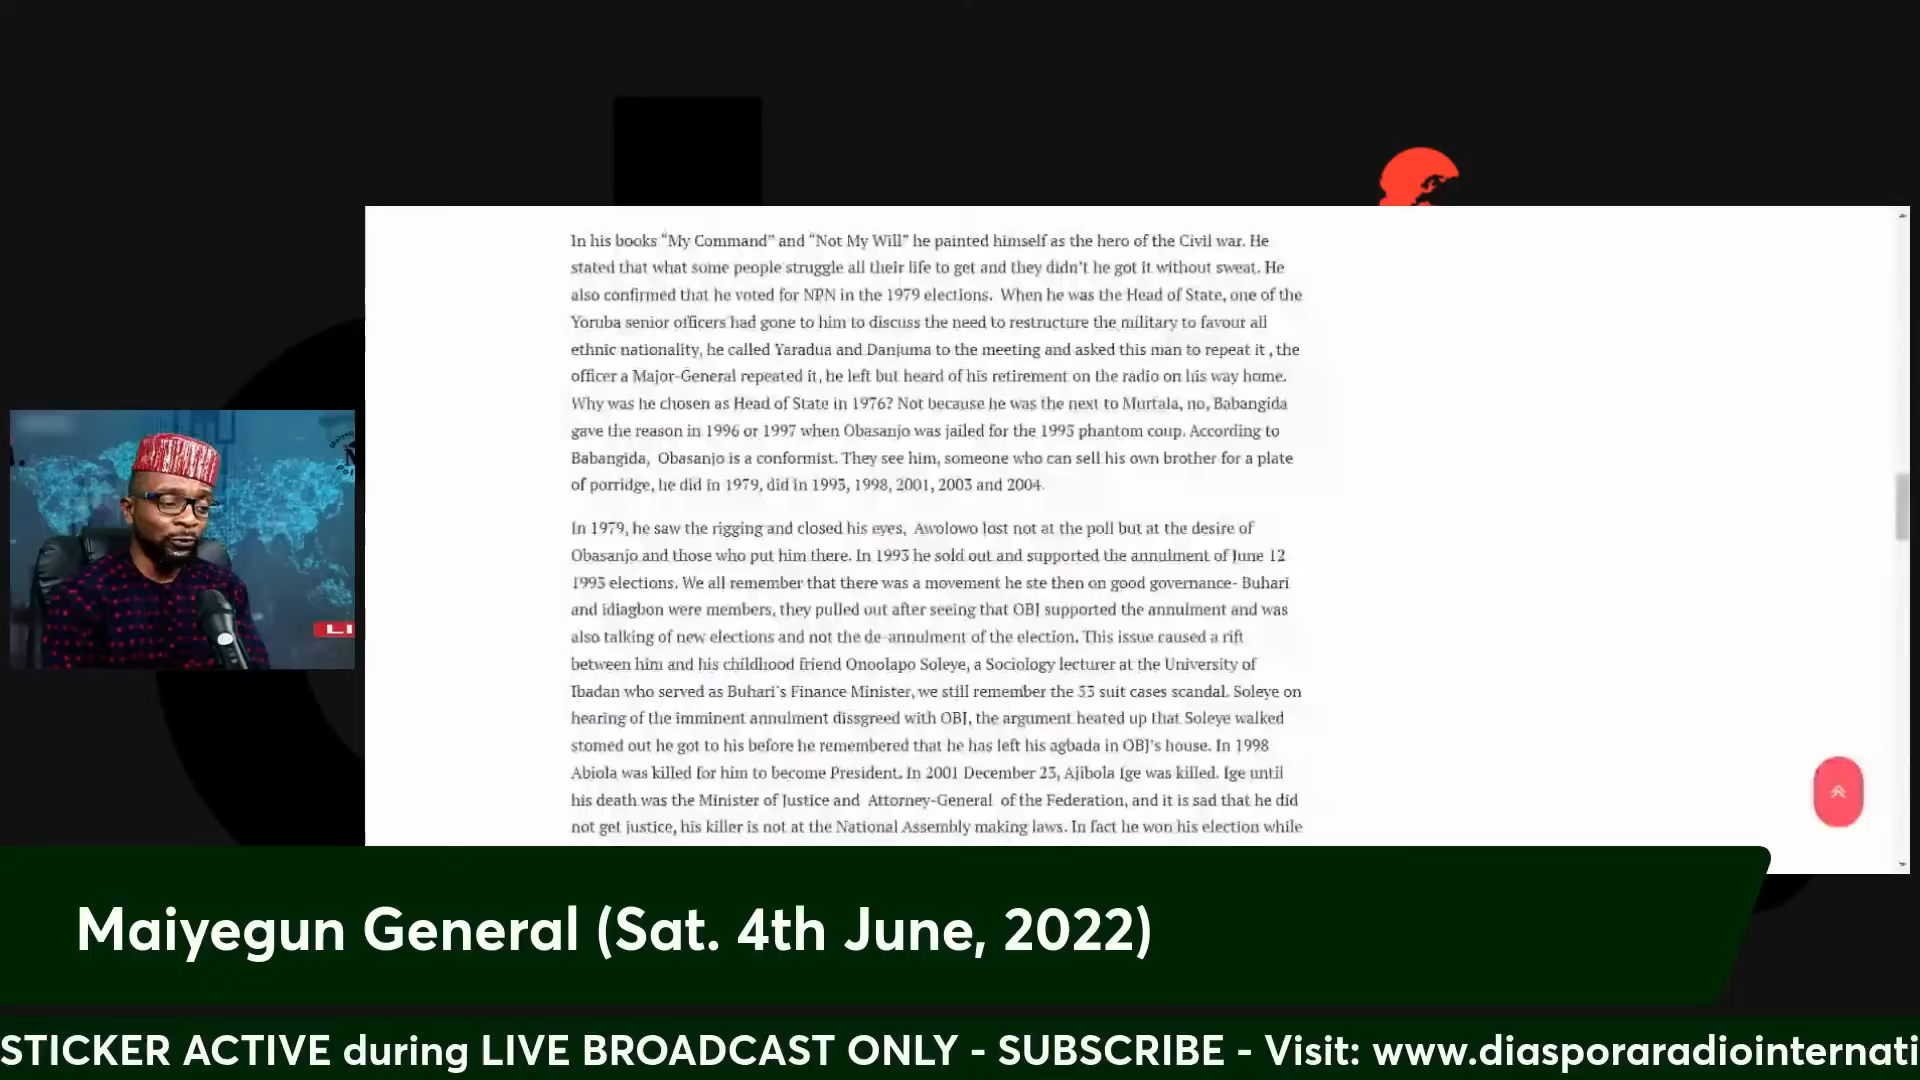 In his books “My Command” and “Not My Will” he painted himself as the hero of the Civil war. He
stated that what some people struggle all their life to get and they didn’t he got it without sweat. He
also confirmed that he voted for NPN in the 1979 elections. When he was the Head of State, one of the
Yoruba senior officers had gone to him to discuss the need to restructure the military to favour all
ethnic nationality, he called Yaradua and Danjuma to the meeting and asked this man to repeat it , the
officer a Major-General repeated it, he left but heard of his retirement on the radio on his way home.
Why was he chosen as Head of State in 1976? Not because he was the next to Murtala, no, Babangida
gave the reason in 1996 or 1997 when Obasanjo was jailed for the 1995 phantom coup. According to
Babangida, Obasanjo is a conformist. They see him, someone who can sell his own brother for a plate
of porridge, he did in 1979, did in 1993, 1998, 2001, 2003 and 2004.
In 1979, he saw the rigging and closed his eyes, Awolowo lost not at the poll but at the desire of
Obasanjo and those who put him there. In 1993 he sold out and supported the annulment of June 12
1993 elections. We all remember that there was a movement he ste then on good governance- Buhari
and idiagbon were members, they pulled out after seeing that OBJ supported the annulment and was
also talking of new elections and not the de-annulment of the election. This issue caused a rift
between him and his childhood friend Onoolapo Soleye, a Sociology lecturer at the University of
Ibadan who served as Buhari's Finance Minister, we still remember the 53 suit cases scandal. Soleye on
hearing of the imminent annulment dissgreed with OBJ, the argument heated up that Soleye walked
stomed out he got to his before he remembered that he has left his agbada in OBJ’s house. In 1998
Abiola was killed for him to become President. In 2001 December 23, Ajibola Ige was killed. Ige until
his death was the Minister of Justice and Attorney-General of the Federation, and it is sad that he did
not get justice, his killer is not at the National Assembly making laws. In fact he won his election while
LI
Maiyegun General (Sat. 4th June, 2022)
STICKER ACTIVE during LIVE BROADCAST ONLY - SUBSCRIBE - Visit: www.diasporaradiointernati